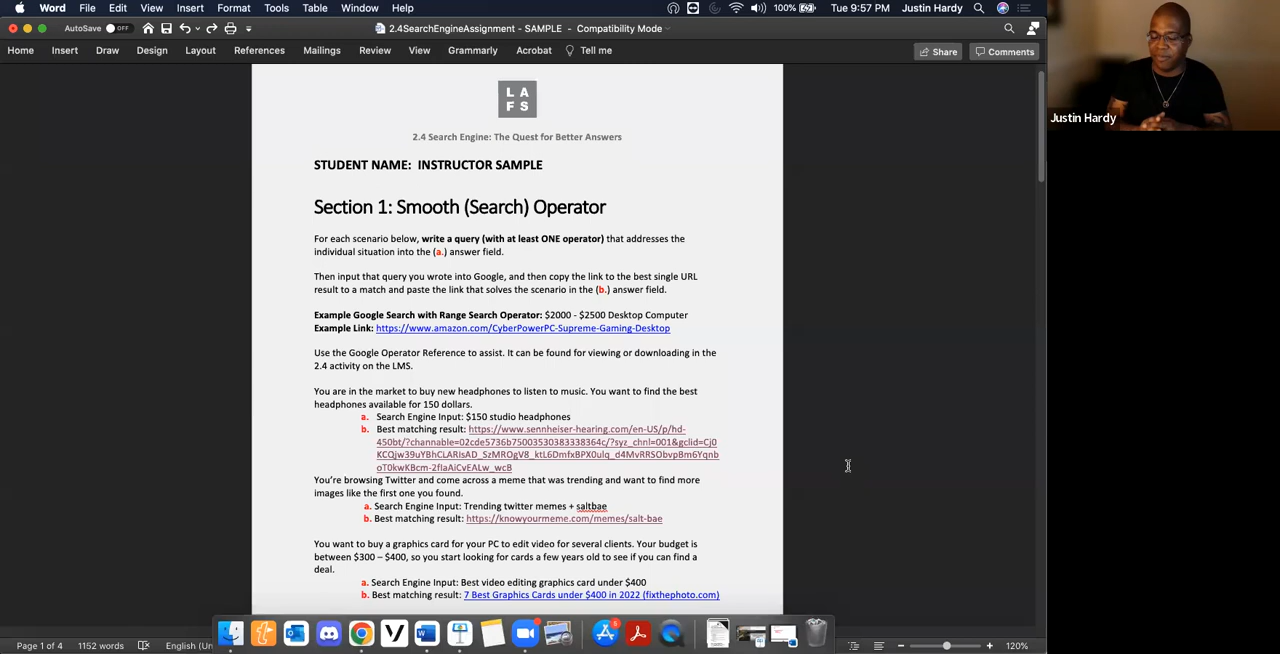 Word File Edit View Insert Format Tools Table Window Help 100% Tue 9:57 PM Justin Hardy
AutoSave OFF 2.4SearchEngineAssignment - SAMPLE - Compatibility Mode
Home Insert Draw Design Layout References Mailings Review View Grammarly Acrobat Tell me Share Comments
L A
F S
2.4 Search Engine: The Quest for Better Answers
STUDENT NAME: INSTRUCTOR SAMPLE
Section 1: Smooth (Search) Operator
For each scenario below, write a query (with at least ONE operator) that addresses the
individual situation into the (a.) answer field.
Then input that query you wrote into Google, and then copy the link to the best single URL
result to a match and paste the link that solves the scenario in the (b.) answer field.
Example Google Search with Range Search Operator: $2000 - $2500 Desktop Computer
Example Link: https://www.amazon.com/CyberPowerPC-Supreme-Gaming-Desktop
Use the Google Operator Reference to assist. It can be found for viewing or downloading in the
2.4 activity on the LMS.
You are in the market to buy new headphones to listen to music. You want to find the best
headphones available for 150 dollars.
a. Search Engine Input: $150 studio headphones
b. Best matching result: https://www.sennheiser-hearing.com/en-US/p/hd-
450bt/?channable=02cde5736b75003530383338364c/?syz_chnl=001&gclid=Cj0
KCQjw39uYBhCLARIsAD_SzMROgV8_ktL6DmfxBPX0ulq_d4MvRRSObvpBm6Yqnb
oT0kwKBcm-2fIaAiCvEALw_wcB
You're browsing Twitter and come across a meme that was trending and want to find more
images like the first one you found.
a. Search Engine Input: Trending twitter memes + saltbae
b. Best matching result: https://knowyourmeme.com/memes/salt-bae
You want to buy a graphics card for your PC to edit video for several clients. Your budget is
between $300 – $400, so you start looking for cards a few years old to see if you can find a
deal.
a. Search Engine Input: Best video editing graphics card under $400
b. Best matching result: 7 Best Graphics Cards under $400 in 2022 (fixthephoto.com)
Justin Hardy
Page 1 of 4 1152 words English (Un 120%